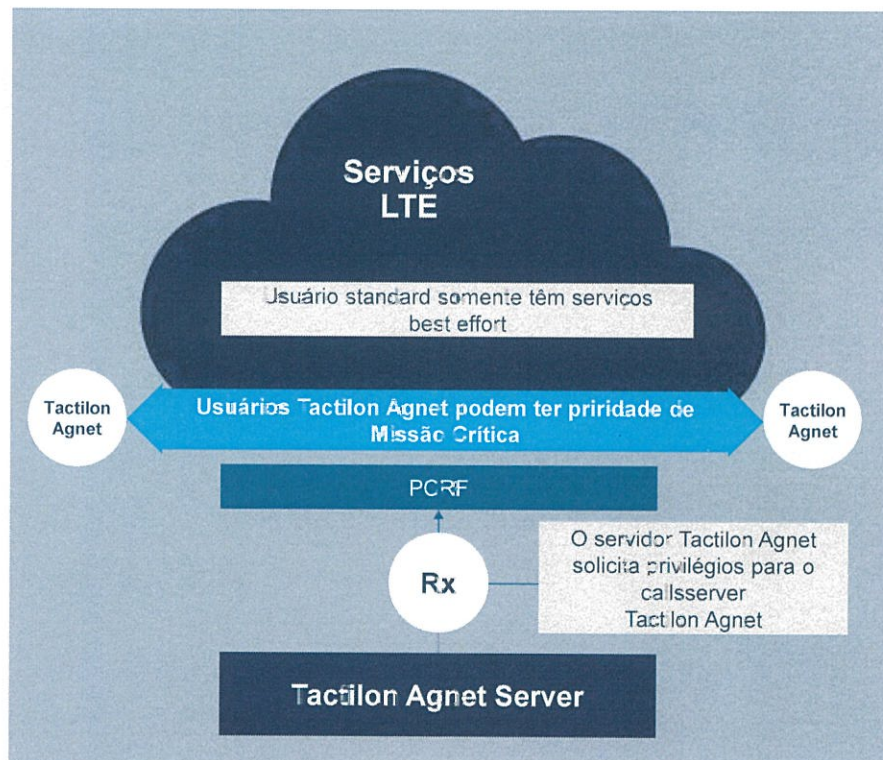 Serviços
LTE
Usuário standard somente têm serviços
best effort
Tactilon
Agnet
Usuários Tactilon Agnet podem ter priridade de
Missão Crítica
Tactilon
Agnet
PCRF
Rx
O servidor Tactilon Agnet
solicita privilégios para o
callsserver
Tactilon Agnet
Tactilon Agnet Server